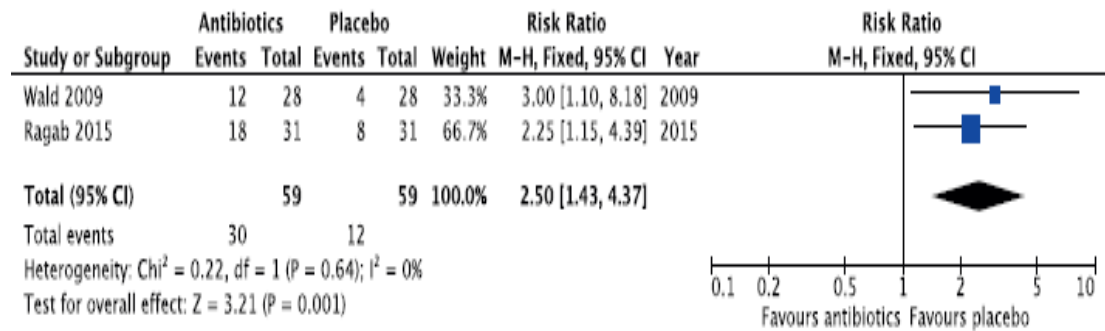 Antibiotics Placebo Risk Ratio Risk Ratio
Study or Subgroup Events Total Events Total Weight M-H, Fixed, 95% CI Year M-H, Fixed, 95% CI
Wald 2009 12 28 4 28 33.3% 3.00 [1.10, 8.18] 2009
Ragab 2015 18 31 8 31 66.7% 2.25 [1.15, 4.39] 2015
Total (95% CI) 59 59 100.0% 2.50 [1.43, 4.37]
Total events 30 12
Heterogeneity: Chi² = 0.22, df = 1 (P = 0.64); I² = 0%
Test for overall effect: Z = 3.21 (P = 0.001)
0.1 0.2 0.5 1 2 5 10
Favours antibiotics Favours placebo